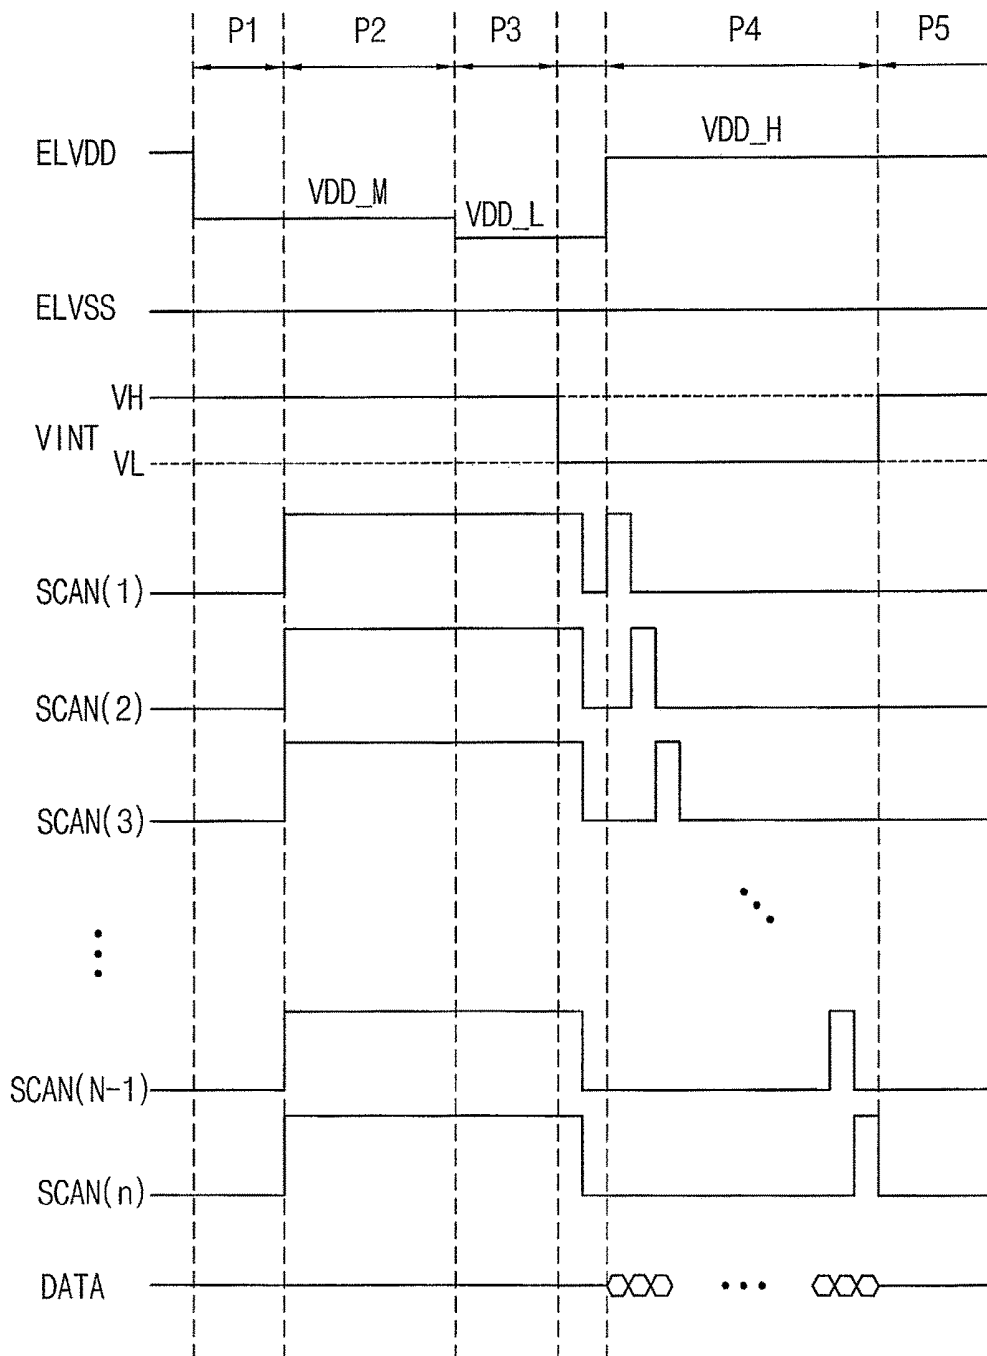 P1 P2 P3 P4 P5
ELVDD
VDD_M
VDD_L
VDD_H
ELVSS
VH
VINT
VL
SCAN(1)
SCAN(2)
SCAN(3)
SCAN(N-1)
SCAN(n)
DATA